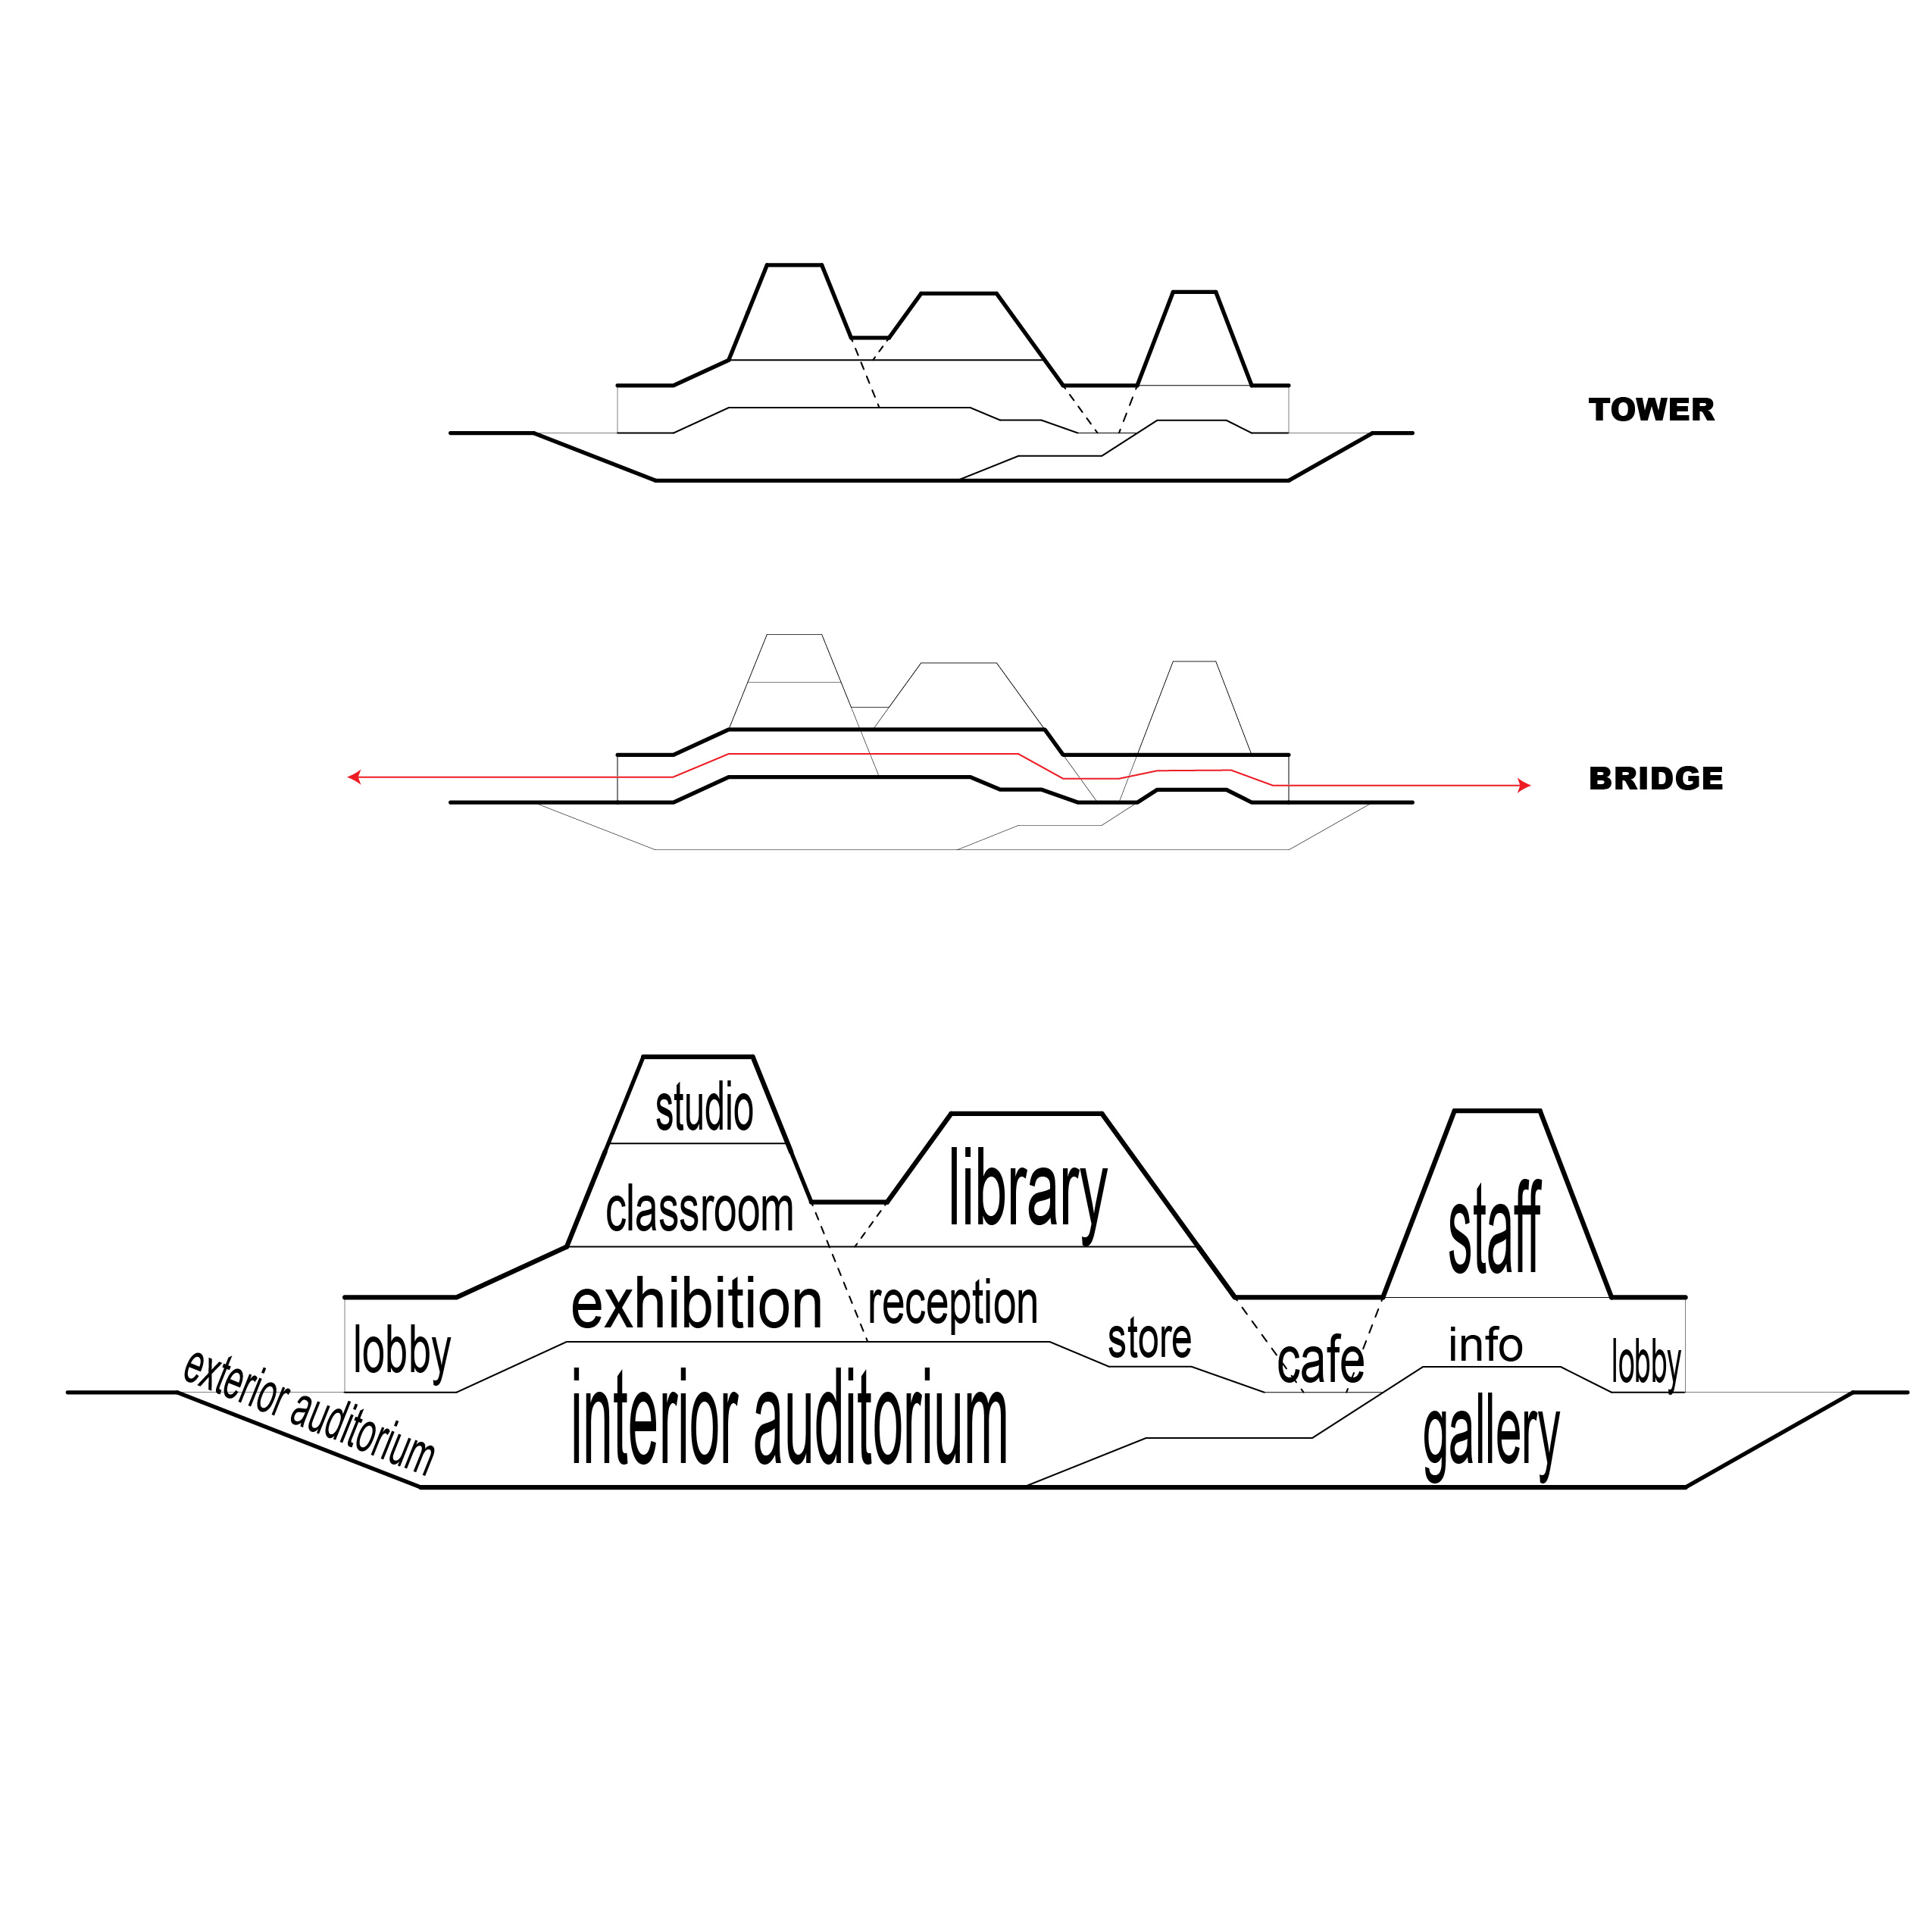 TOWER
BRIDGE
studio
library
classroom
staff
exhibition
reception
store
info
lobby
cafe
lobby
exterior auditorium
interior auditorium
gallery